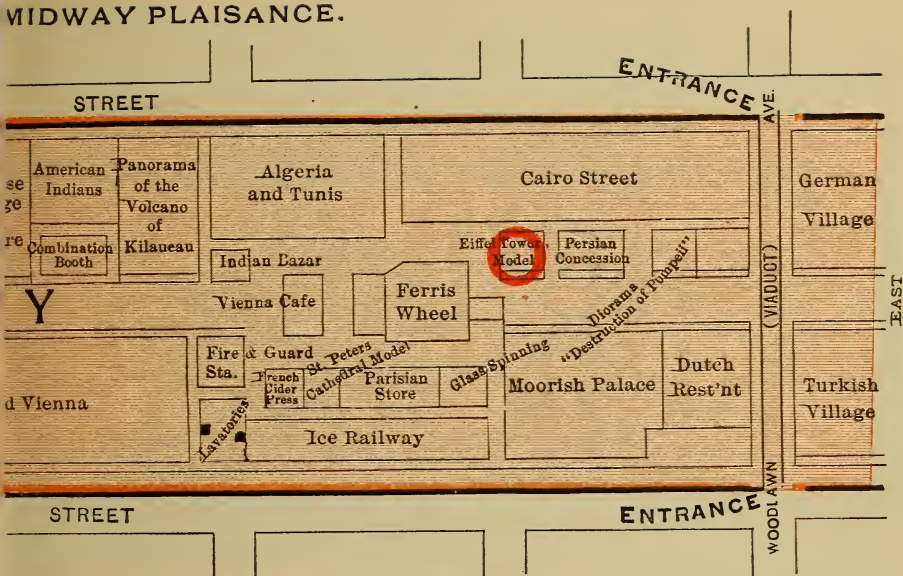 MIDWAY PLAISANCE.
ENTRANCE
STREET
AVE.
American
Indians
Panorama
of the
Volcano
of
Kilaueau
Algeria
and Tunis
Cairo Street
German
Village
se
ge
re
Combination
Booth
Indian Bazar
Eiffel Tower
Model
Persian
Concession
Diorama
"Destruction of Pompeii"
(VIADUCT)
EAST
Y
Vienna Cafe
Ferris
Wheel
Fire & Guard
Sta.
St Peters
Cathedral Model
French
Cider
Press
Parisian
Store
Glass Spinning
Moorish Palace
Dutch
Rest'nt
Turkish
Village
d Vienna
Lavatories
Ice Railway
STREET
ENTRANCE
WOODLAWN